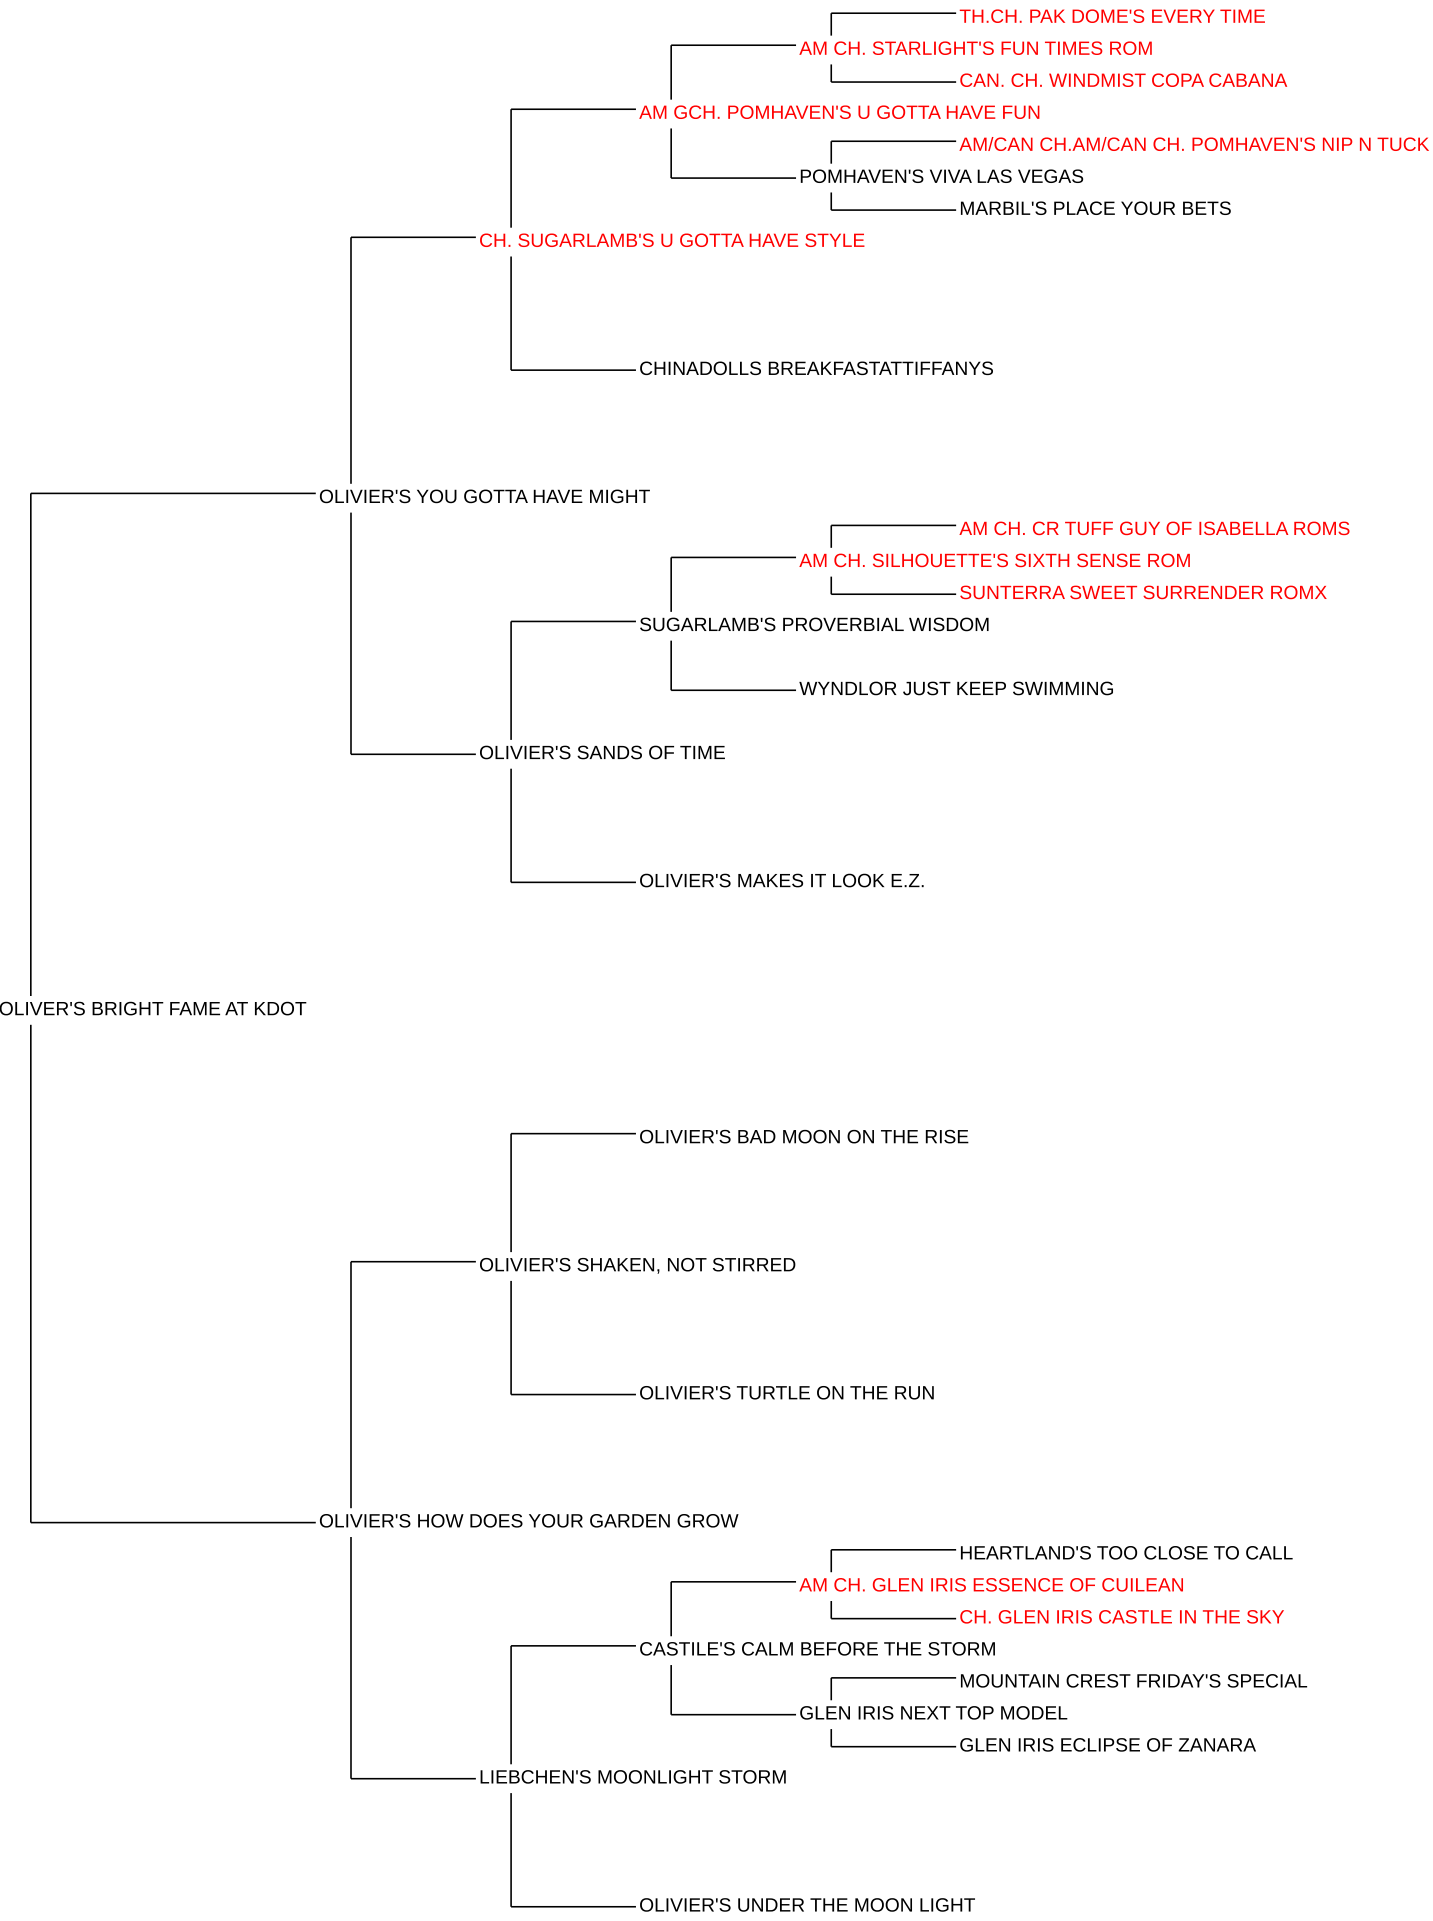 TH.CH. PAK DOME'S EVERY TIME
AM CH. STARLIGHT'S FUN TIMES ROM
CAN. CH. WINDMIST COPA CABANA
AM GCH. POMHAVEN'S U GOTTA HAVE FUN
AM/CAN CH.AM/CAN CH. POMHAVEN'S NIP N TUCK
POMHAVEN'S VIVA LAS VEGAS
MARBIL'S PLACE YOUR BETS
CH. SUGARLAMB'S U GOTTA HAVE STYLE
CHINADOLLS BREAKFASTATTIFFANYS
OLIVIER'S YOU GOTTA HAVE MIGHT
AM CH. CR TUFF GUY OF ISABELLA ROMS
AM CH. SILHOUETTE'S SIXTH SENSE ROM
SUNTERRA SWEET SURRENDER ROMX
SUGARLAMB'S PROVERBIAL WISDOM
WYNDLOR JUST KEEP SWIMMING
OLIVIER'S SANDS OF TIME
OLIVIER'S MAKES IT LOOK E.Z.
OLIVER'S BRIGHT FAME AT KDOT
OLIVIER'S BAD MOON ON THE RISE
OLIVIER'S SHAKEN, NOT STIRRED
OLIVIER'S TURTLE ON THE RUN
OLIVIER'S HOW DOES YOUR GARDEN GROW
HEARTLAND'S TOO CLOSE TO CALL
AM CH. GLEN IRIS ESSENCE OF CUILEAN
CH. GLEN IRIS CASTLE IN THE SKY
CASTILE'S CALM BEFORE THE STORM
MOUNTAIN CREST FRIDAY'S SPECIAL
GLEN IRIS NEXT TOP MODEL
GLEN IRIS ECLIPSE OF ZANARA
LIEBCHEN'S MOONLIGHT STORM
OLIVIER'S UNDER THE MOON LIGHT